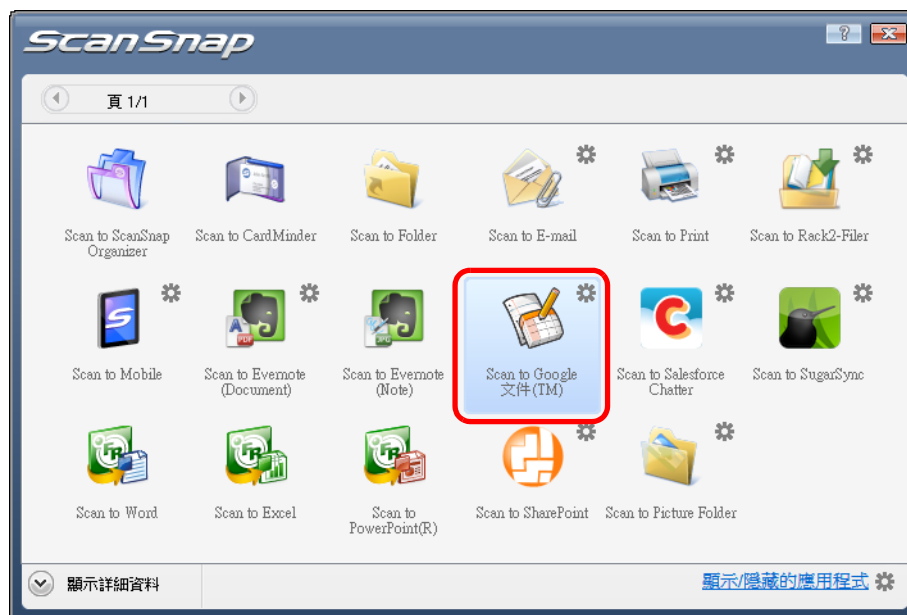 ScanSnap
頁 1/1
Scan to ScanSnap
Organizer
Scan to CardMinder
Scan to Folder
Scan to E-mail
Scan to Print
Scan to Rack2-Filer
Scan to Mobile
Scan to Evernote
(Document)
Scan to Evernote
(Note)
Scan to Google
文件(TM)
Scan to Salesforce
Chatter
Scan to SugarSync
Scan to Word
Scan to Excel
Scan to
PowerPoint(R)
Scan to SharePoint
Scan to Picture Folder
顯示詳細資料
顯示/隱藏的應用程式